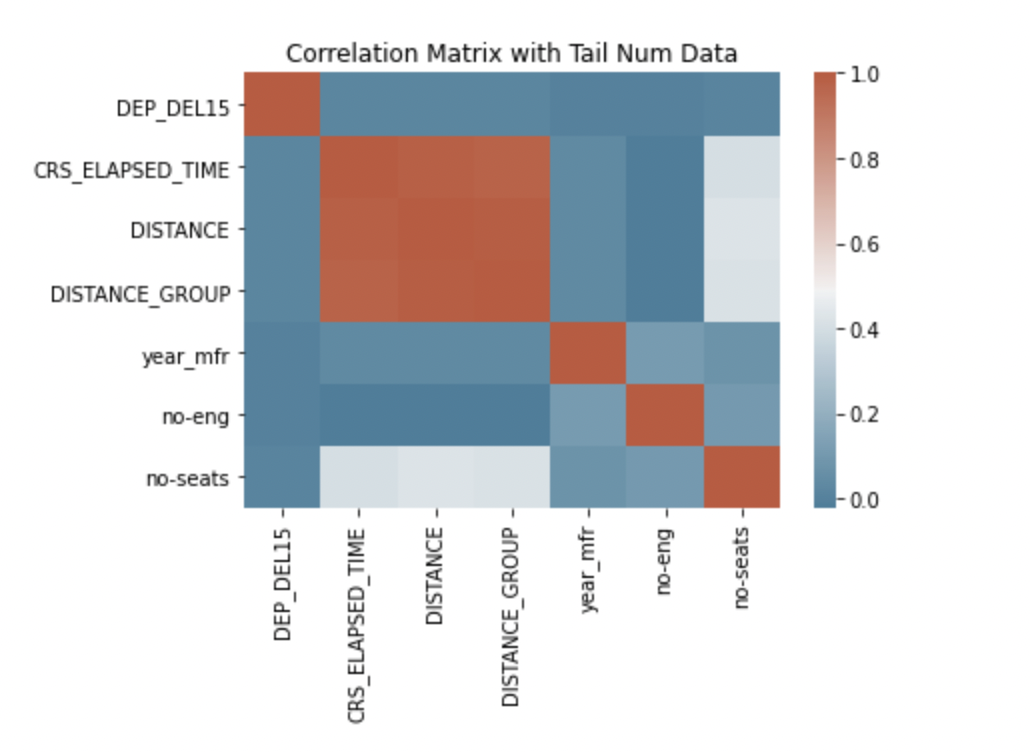 Correlation Matrix with Tail Num Data
DEP_DEL15
CRS_ELAPSED_TIME
DISTANCE
DISTANCE_GROUP
year_mfr
no-eng
no-seats
DEP_DEL15
CRS_ELAPSED_TIME
DISTANCE
DISTANCE_GROUP
year_mfr
no-eng
no-seats
1.0
0.8
0.6
0.4
0.2
0.0